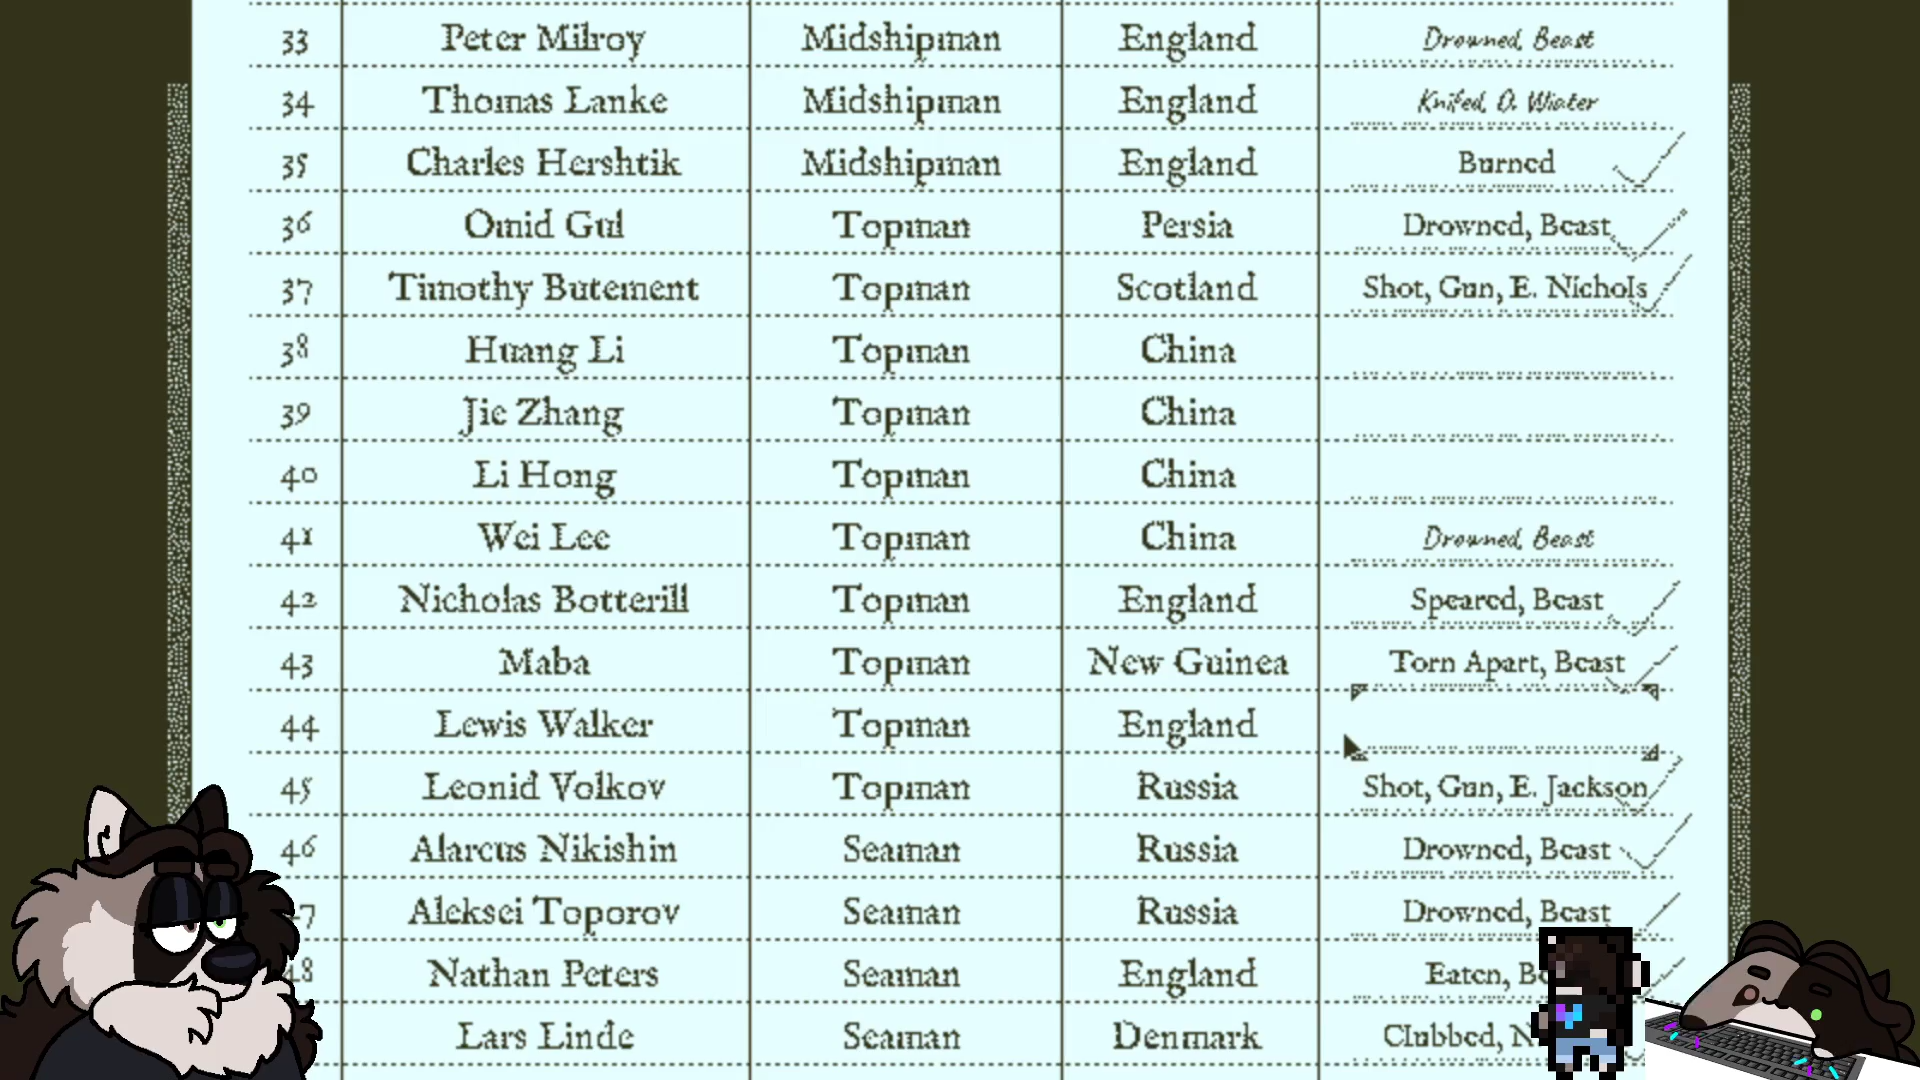 33 Peter Milroy Midshipman England Drowned, Beast
34 Thomas Lanke Midshipman England Knifed, O. Wiater
35 Charles Hershtik Midshipman England Burned
36 Omid Gul Topman Persia Drowned, Beast
37 Timothy Butement Topman Scotland Shot, Gun, E. Nichols
38 Huang Li Topman China
39 Jie Zhang Topman China
40 Li Hong Topman China
41 Wei Lee Topman China Drowned, Beast
42 Nicholas Botterill Topman England Speared, Beast
43 Maba Topman New Guinea Torn Apart, Beast
44 Lewis Walker Topman England
45 Leonid Volkov Topman Russia Shot, Gun, E. Jackson
46 Alarcus Nikishin Seaman Russia Drowned, Beast
7 Aleksei Toporov Seaman Russia Drowned, Beast
48 Nathan Peters Seaman England Eaten,
Lars Linde Seaman Denmark Clubbed,